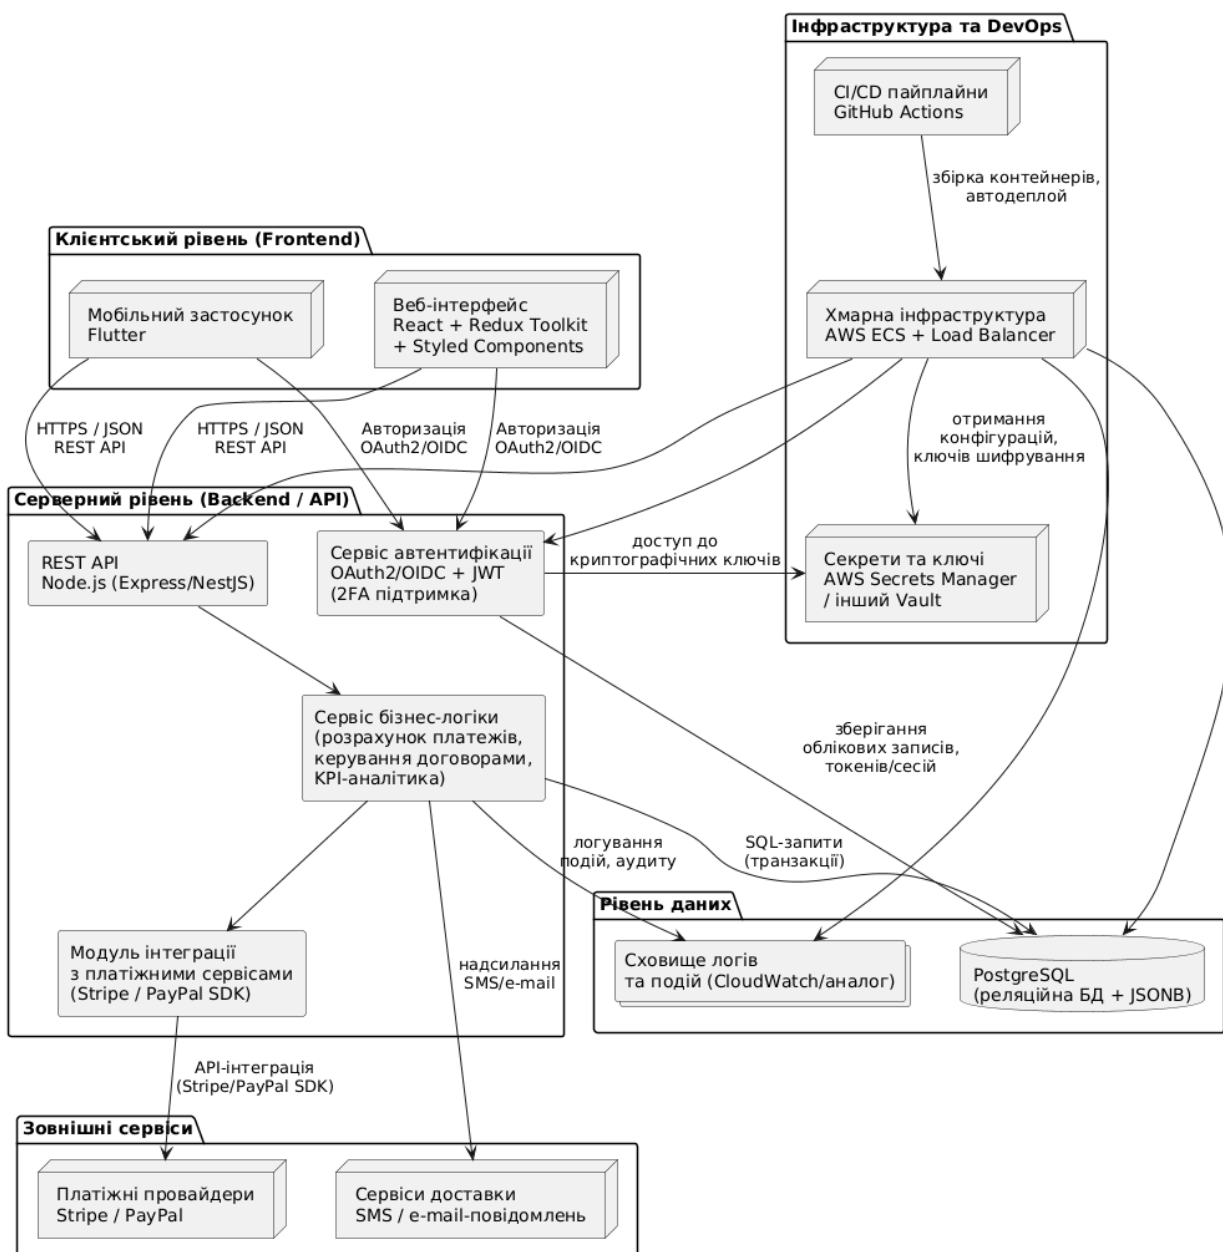 Інфраструктура та DevOps
CI/CD пайплайни
GitHub Actions
збірка контейнерів,
автодеплой
Клієнтський рівень (Frontend)
Мобільний застосунок
Flutter
Веб-інтерфейс
React + Redux Toolkit
+ Styled Components
Хмарна інфраструктура
AWS ECS + Load Balancer
HTTPS / JSON
REST API
HTTPS / JSON
REST API
Авторизація
OAuth2/OIDC
Авторизація
OAuth2/OIDC
отримання
конфігурацій,
ключів шифрування
Серверний рівень (Backend / API)
REST API
Node.js (Express/NestJS)
Сервіс автентифікації
OAuth2/OIDC + JWT
(2FA підтримка)
доступ до
криптографічних ключів
Секрети та ключі
AWS Secrets Manager
/ інший Vault
Сервіс бізнес-логіки
(розрахунок платежів,
керування договорами,
KPI-аналітика)
зберігання
облікових записів,
токенів/сесій
логування
подій, аудиту
SQL-запити
(транзакції)
Рівень даних
Модуль інтеграції
з платіжними сервісами
(Stripe / PayPal SDK)
надсилання
SMS/e-mail
Сховище логів
та подій (CloudWatch/аналог)
PostgreSQL
(реляційна БД + JSONB)
API-інтеграція
(Stripe/PayPal SDK)
Зовнішні сервіси
Платіжні провайдери
Stripe / PayPal
Сервіси доставки
SMS / e-mail-повідомлень